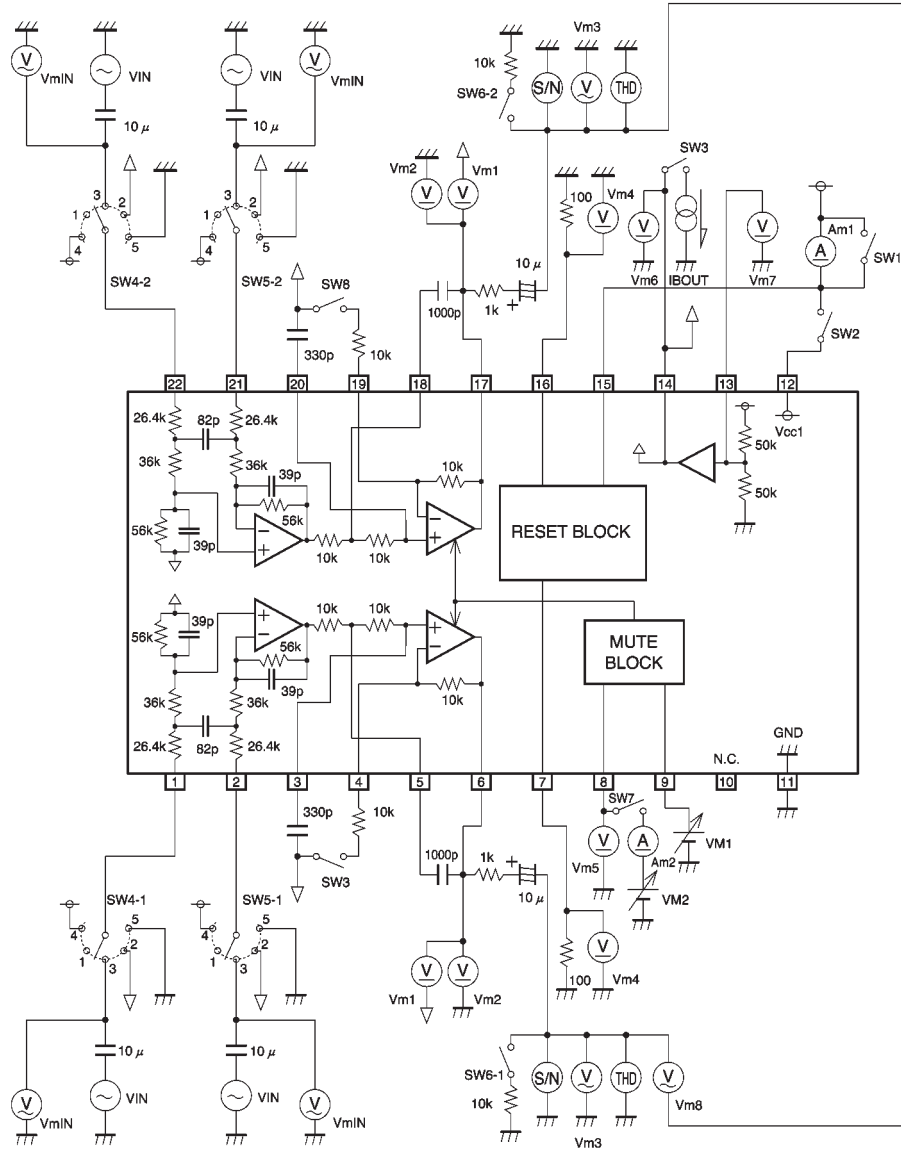 Vm3
10k
SW6-2
S/N
V
THD
V
VmIN
VIN
VIN
V
VmIN
10 μ
10 μ
SW3
Vm2
V
V
Vm1
100
V
Vm4
V
V
Am1
A
SW1
3
1
2
4
5
SW4-2
3
1
2
4
5
SW5-2
SW8
10 μ
1000p
1k
+
Vm6
IBOUT
Vm7
SW2
330p
10k
22
21
20
19
18
17
16
15
14
13
12
26.4k
82p
26.4k
Vcc1
36k
36k
39p
10k
50k
50k
56k
39p
56k
10k
10k
−
+
−
+
RESET BLOCK
56k
39p
+
−
10k
10k
+
−
56k
39p
10k
MUTE
BLOCK
36k
36k
26.4k
82p
26.4k
GND
N.C.
1
2
3
4
5
6
7
8
9
10
11
330p
10k
SW7
1000p
1k
+
10 μ
V
Vm5
A
Am2
VM1
VM2
SW3
SW4-1
SW5-1
4
1
3
2
5
4
1
3
2
5
V
Vm1
V
Vm2
100
V
Vm4
10 μ
10 μ
SW6-1
10k
S/N
V
THD
V
Vm8
V
VmIN
VIN
VIN
V
VmIN
Vm3